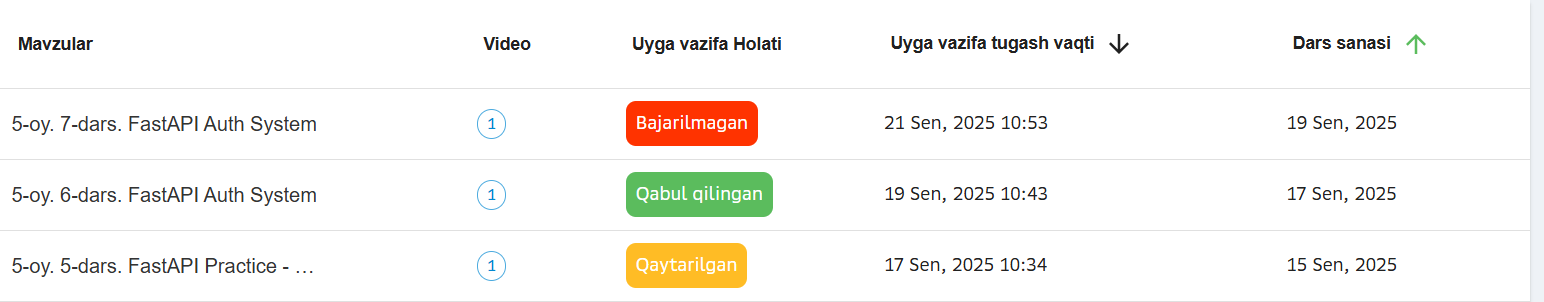 Mavzular Video Uyga vazifa Holati Uyga vazifa tugash vaqti Dars sanasi
5-oy. 7-dars. FastAPI Auth System 1 Bajarilmagan 21 Sen, 2025 10:53 19 Sen, 2025
5-oy. 6-dars. FastAPI Auth System 1 Qabul qilingan 19 Sen, 2025 10:43 17 Sen, 2025
5-oy. 5-dars. FastAPI Practice - … 1 Qaytarilgan 17 Sen, 2025 10:34 15 Sen, 2025